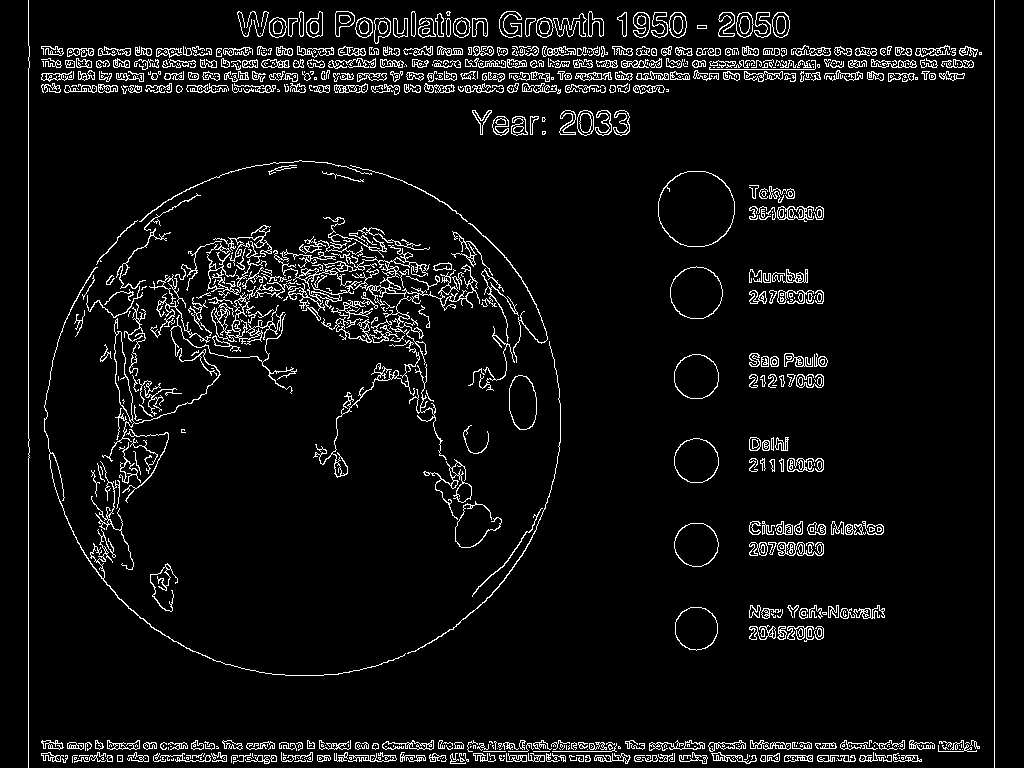 World Population Growth 1950 - 2050
This page shows the population growth for the largest cities in the world from 1950 to 2050 (estimated). The size of the area on the map reflects the size of the specific city.
The table on the right shows the largest cities at the specified time. For more information on how this was created look on You can increase the rotate
speed left by using 'a' and to the right by using 's'. If you press 'p' the globe will stop rotating. To restart the animation from the beginning just refresh the page. To view
this animation you need a modern browser. This was tested using the latest versions of firefox, chrome and opera.
Year: 2033
Tokyo
36400000
Mumbai
24789000
Sao Paulo
21217000
Delhi
21118000
Ciudad de Mexico
20798000
New York-Newark
20452000
This map is based on open data. The earth map is based on a download from the Nasa Earth observatory. The population growth information was downloaded from
They provide a nice downloadable package based on information from the UN. This visualization was mainly created using Three.js and some canvas animations.